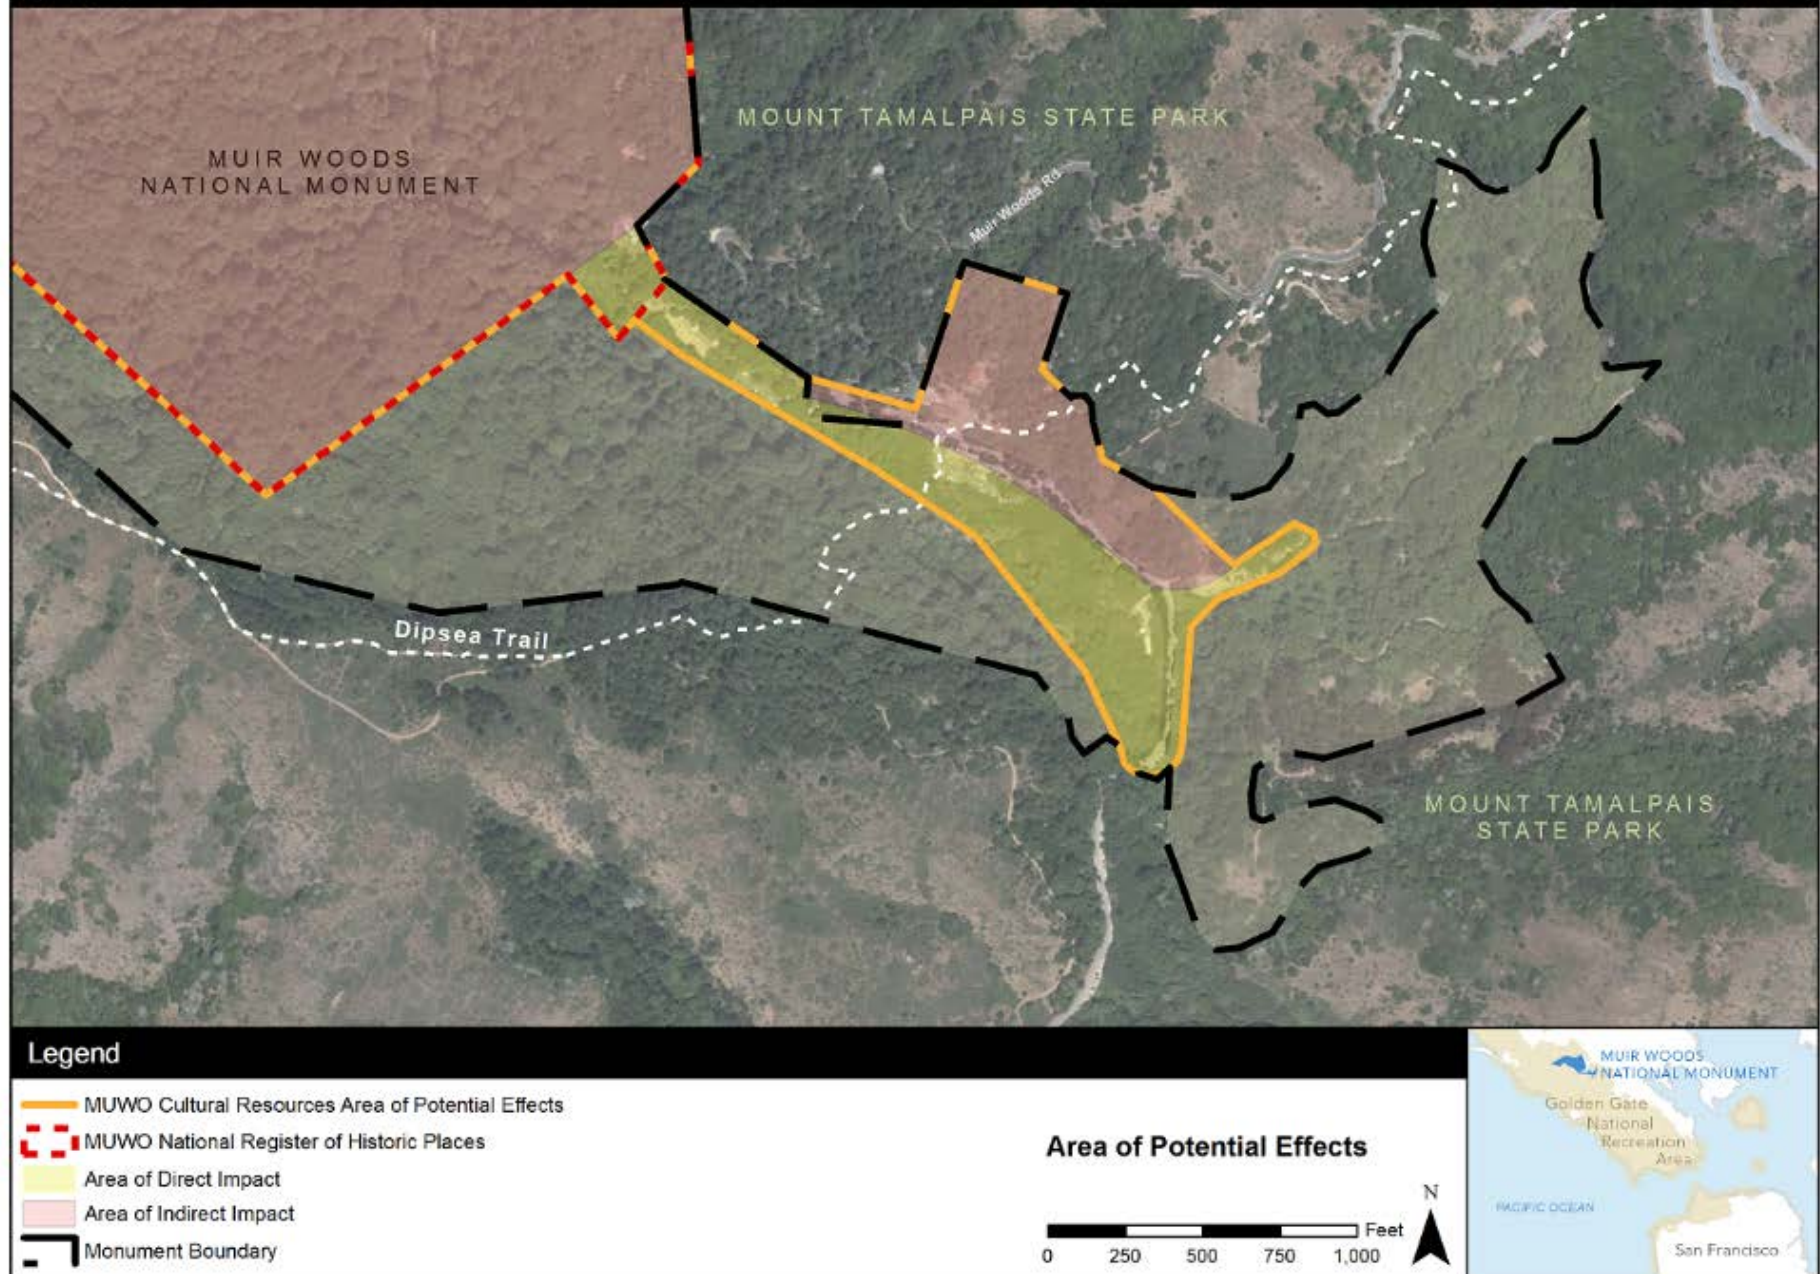 MOUNT TAMALPAIS STATE PARK
MUIR WOODS
NATIONAL MONUMENT
Muir Woods Rd
Dipsea Trail
MOUNT TAMALPAIS
STATE PARK
Legend
MUWO Cultural Resources Area of Potential Effects
MUWO National Register of Historic Places
Area of Direct Impact
Area of Indirect Impact
Monument Boundary
Area of Potential Effects
N
Feet
0 250 500 750 1,000
MUIR WOODS
NATIONAL MONUMENT
Golden Gate
National
Recreation
Area
PACIFIC OCEAN
San Francisco